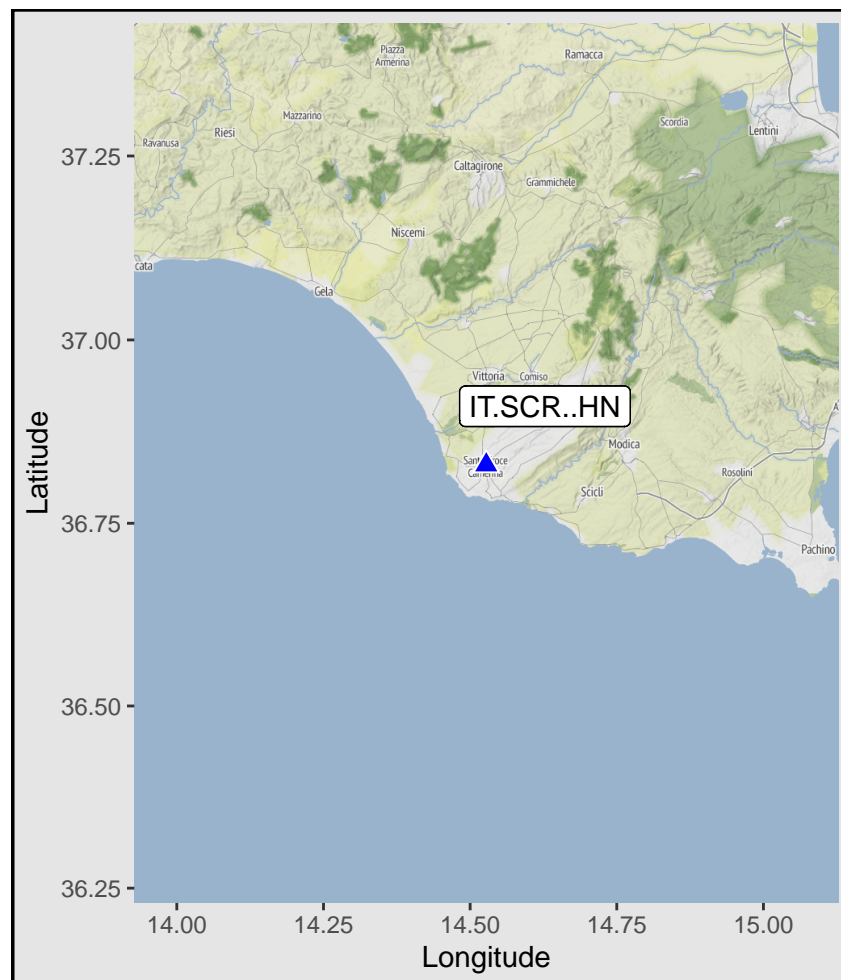 Piazza
Armerina
Ramacca
Mazzarino
Riesi
Ravanusa
Scordia
Lentini
Caltagirone
Grammichele
Niscemi
cata
Gela
Vittoria
Comiso
IT.SCR..HN
Modica
Camerina
Rosolini
Scicli
Pachino
A
37.25
37.00
36.75
36.50
36.25
Latitude
14.00 14.25 14.50 14.75 15.00
Longitude